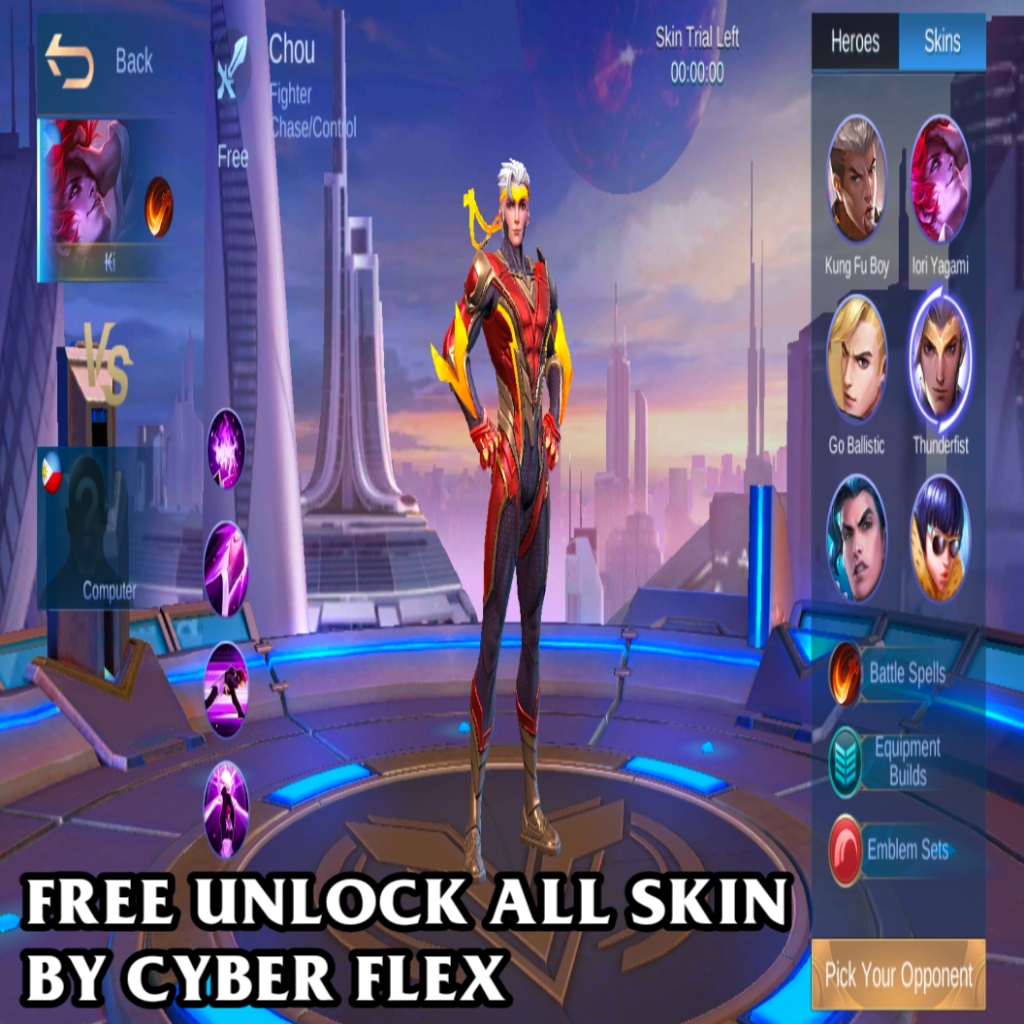 Back
Chou
Fighter
Chase/Control
Free
Skin Trial Left
00:00:00
Heroes
Skins
Ki
Vs
Computer
Kung Fu Boy
Iori Yagami
Go Ballistic
Thunderfist
Battle Spells
Equipment
Builds
Emblem Sets
Pick Your Opponent
FREE UNLOCK ALL SKIN
BY CYBER FLEX